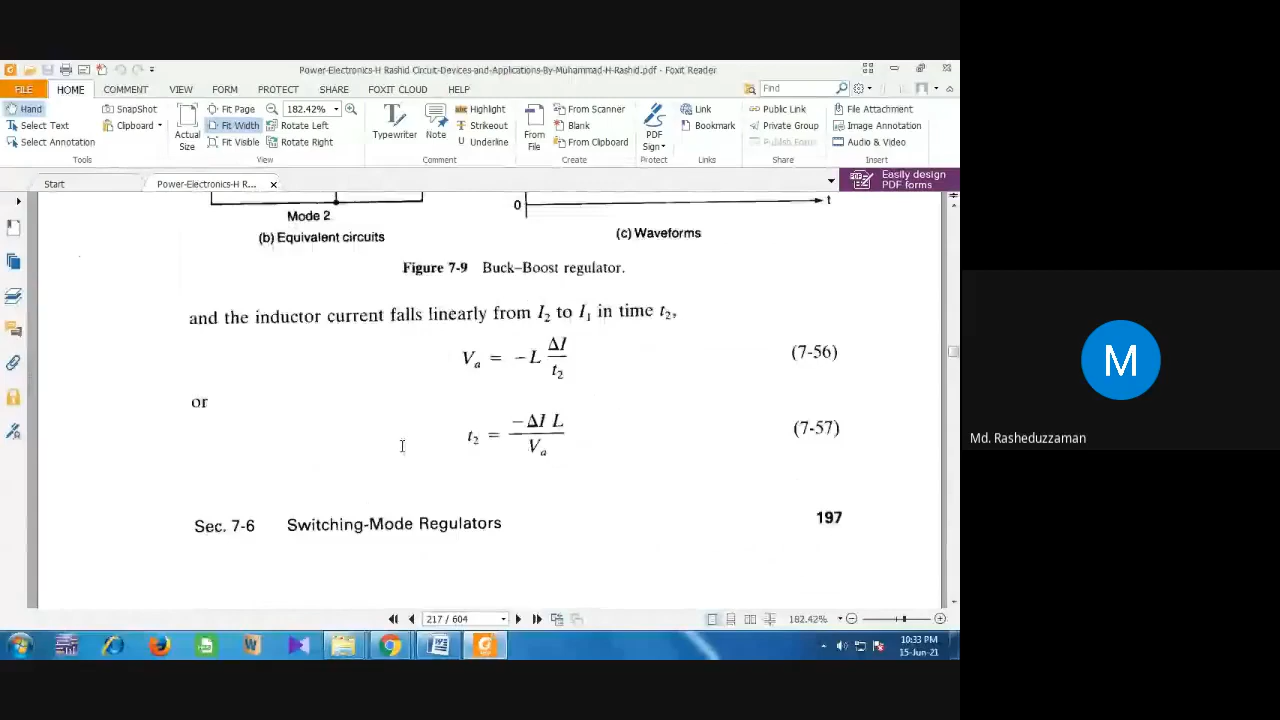 Power-Electronics-H Rashid Circuit-Devices-and-Applications-By-Muhammad-H-Rashid.pdf - Foxit Reader
FILE HOME COMMENT VIEW FORM PROTECT SHARE FOXIT CLOUD HELP
Find
Hand
Select Text
Select Annotation
SnapShot
Clipboard
Tools
Actual Size
Fit Page
Fit Width
Fit Visible
182.42%
Rotate Left
Rotate Right
View
Typewriter
Note
Highlight
Strikeout
Underline
Comment
From File
From Scanner
Blank
From Clipboard
Create
PDF Sign
Protect
Link
Bookmark
Links
Public Link
Private Group
Publish Form
Share
File Attachment
Image Annotation
Audio & Video
Insert
Start
Power-Electronics-H R...
Easily design
PDF forms
Mode 2
(b) Equivalent circuits
0
t
(c) Waveforms
Figure 7-9 Buck–Boost regulator.
and the inductor current falls linearly from I₂ to I₁ in time t₂,
Vₐ = −L ΔI / t₂ (7-56)
or
t₂ = −ΔI L / Vₐ (7-57)
Sec. 7-6 Switching-Mode Regulators 197
217 / 604
182.42%
10:33 PM
15-Jun-21
M
Md. Rasheduzzaman